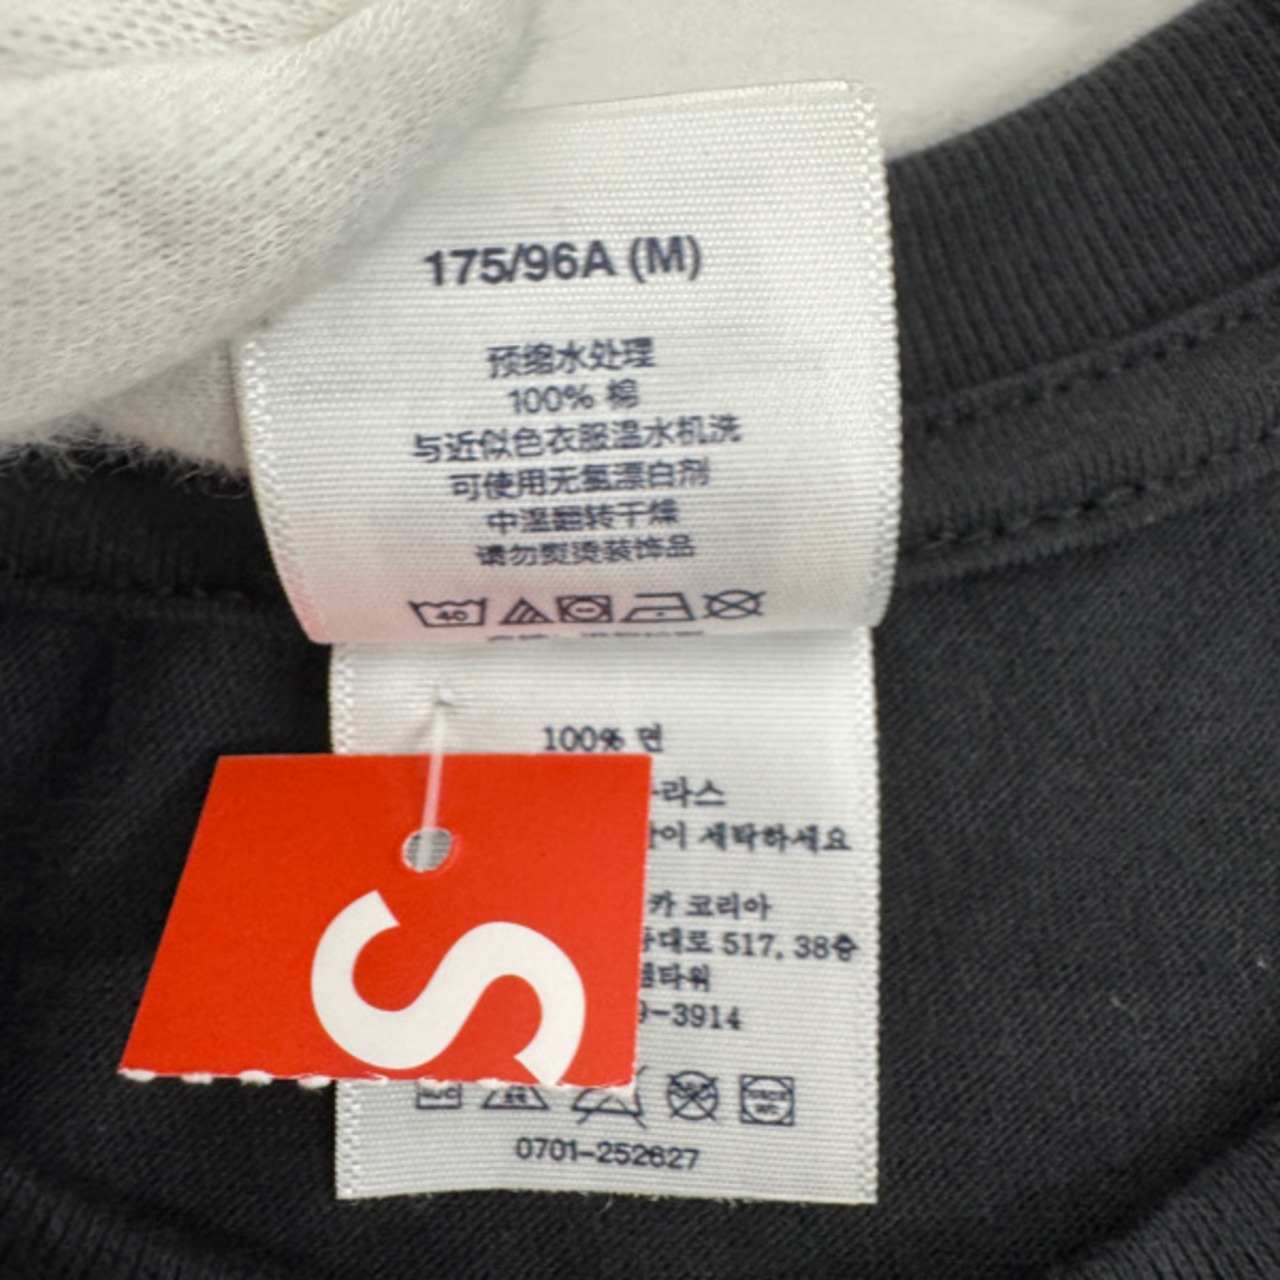 175/96A (M)
预缩水处理
100% 棉
与近似色衣服温水机洗
可使用无氯漂白剂
中温翻转干燥
请勿熨烫装饰品
40
100% 면
라스
이 세탁하세요
카 코리아
대로 517, 38층
타워
9-3914
S
0701-252627